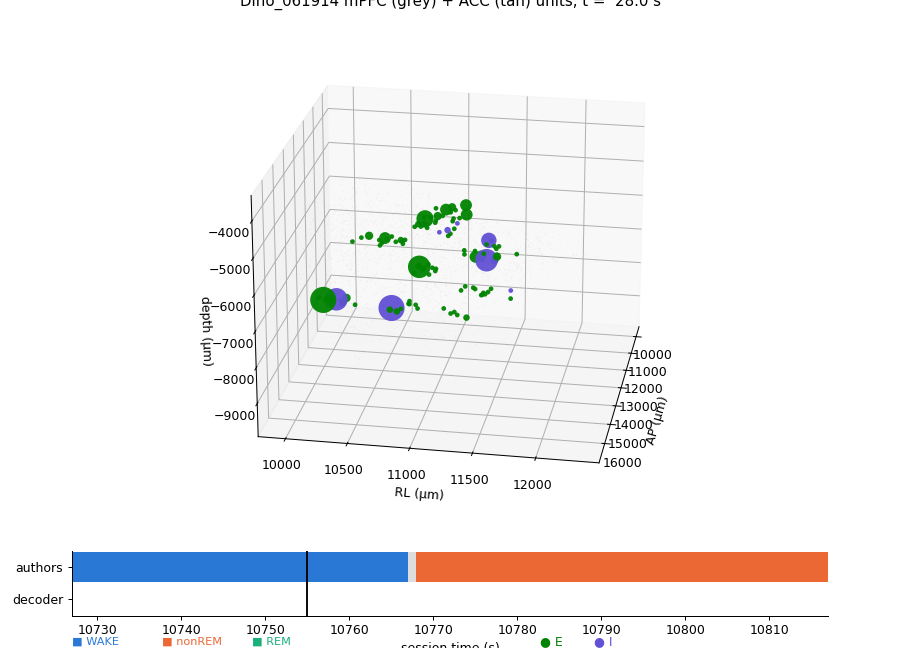 Dino_061914 mPFC (grey) + ACC (tan) units, t = 28.0 s
−4000
−5000
−6000
−7000
−8000
−9000
depth (μm)
10000
10500
11000
11500
12000
RL (μm)
10000
11000
12000
13000
14000
15000
16000
AP (μm)
authors
decoder
10730
10740
10750
10760
10770
10780
10790
10800
10810
session time (s)
WAKE
nonREM
REM
E
I